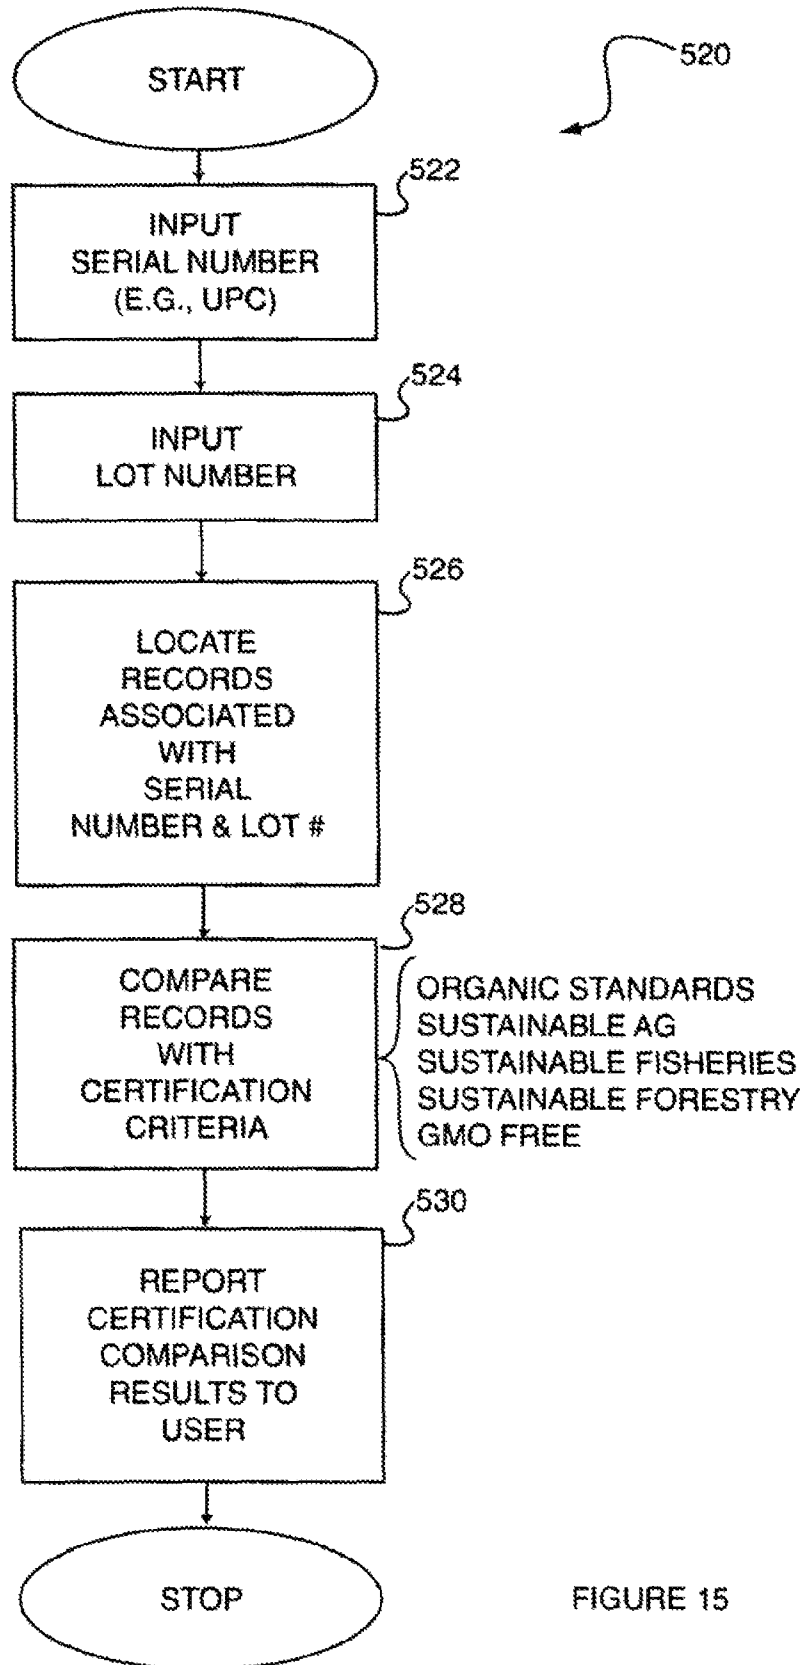 START
520
522
INPUT
SERIAL NUMBER
(E.G., UPC)
524
INPUT
LOT NUMBER
526
LOCATE
RECORDS
ASSOCIATED
WITH
SERIAL
NUMBER & LOT #
528
COMPARE
RECORDS
WITH
CERTIFICATION
CRITERIA
ORGANIC STANDARDS
SUSTAINABLE AG
SUSTAINABLE FISHERIES
SUSTAINABLE FORESTRY
GMO FREE
530
REPORT
CERTIFICATION
COMPARISON
RESULTS TO
USER
STOP
FIGURE 15